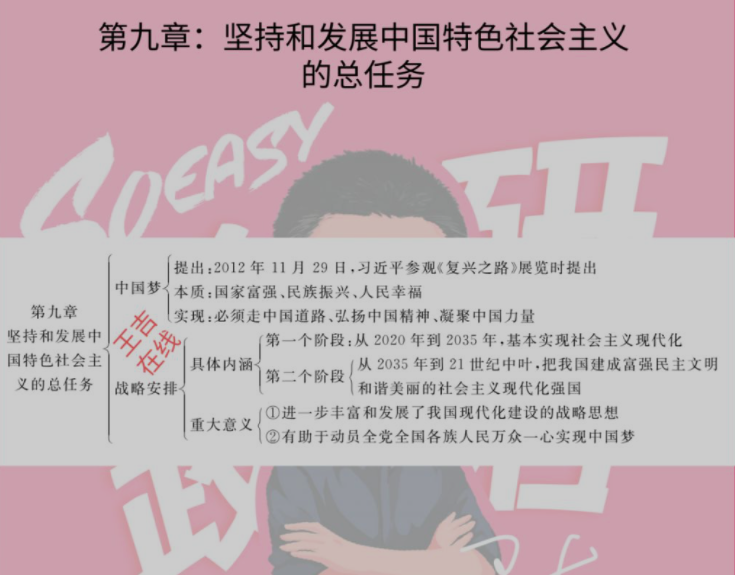 第九章：坚持和发展中国特色社会主义
的总任务
SOEASY
研
第九章
坚持和发展中
国特色社会主
义的总任务
中国梦
提出:2012 年 11 月 29 日,习近平参观《复兴之路》展览时提出
本质:国家富强、民族振兴、人民幸福
实现:必须走中国道路、弘扬中国精神、凝聚中国力量
王吉
在线
战略安排
具体内涵
第一个阶段:从 2020 年到 2035 年,基本实现社会主义现代化
第二个阶段
从 2035 年到 21 世纪中叶,把我国建成富强民主文明
和谐美丽的社会主义现代化强国
重大意义
①进一步丰富和发展了我国现代化建设的战略思想
②有助于动员全党全国各族人民万众一心实现中国梦
政